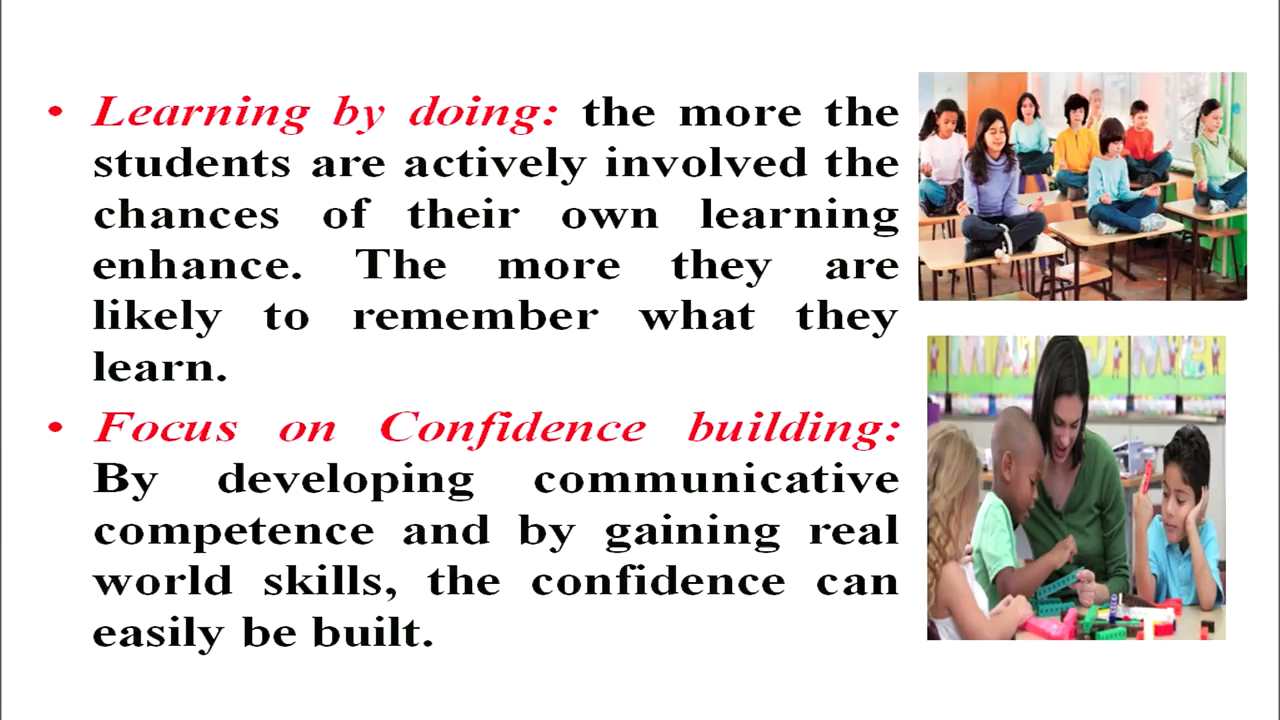 • Learning by doing: the more the
students are actively involved the
chances of their own learning
enhance. The more they are
likely to remember what they
learn.
• Focus on Confidence building:
By developing communicative
competence and by gaining real
world skills, the confidence can
easily be built.